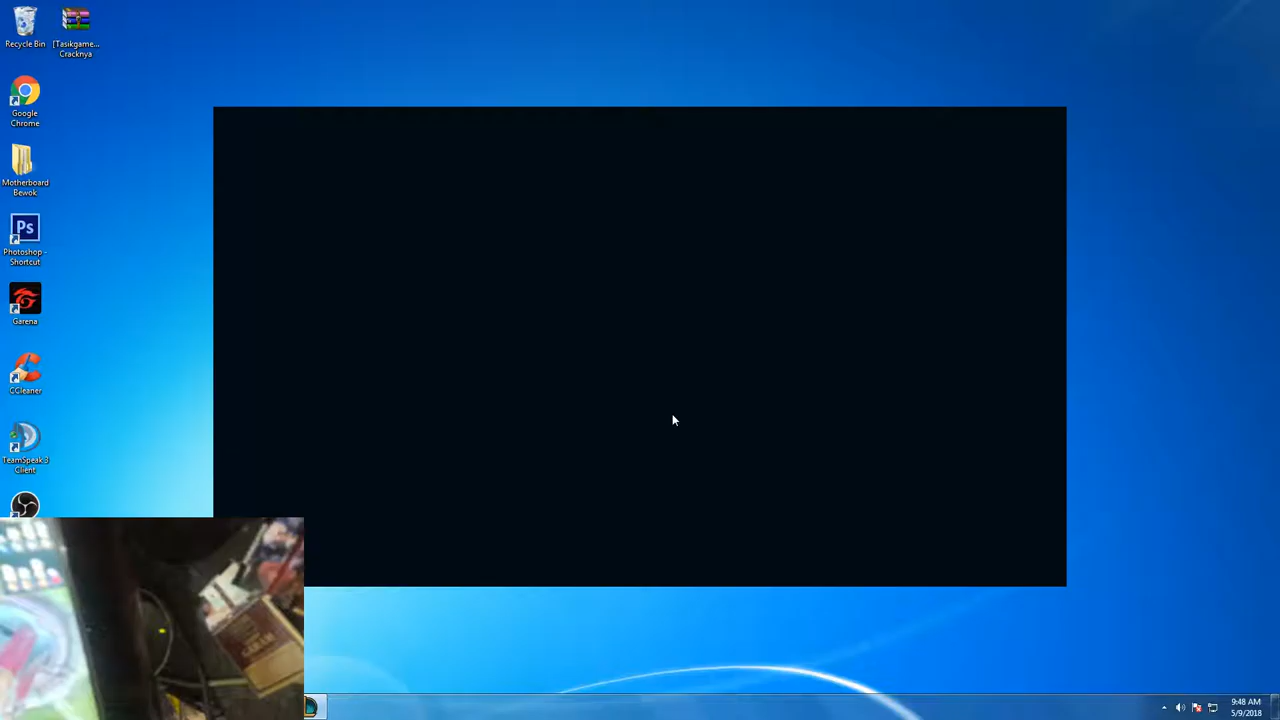 Recycle Bin
[Tasikgame...
Cracknya
Google
Chrome
Motherboard
Bewok
Ps
Photoshop -
Shortcut
Garena
CCleaner
TeamSpeak 3
Client
9:48 AM
5/9/2018